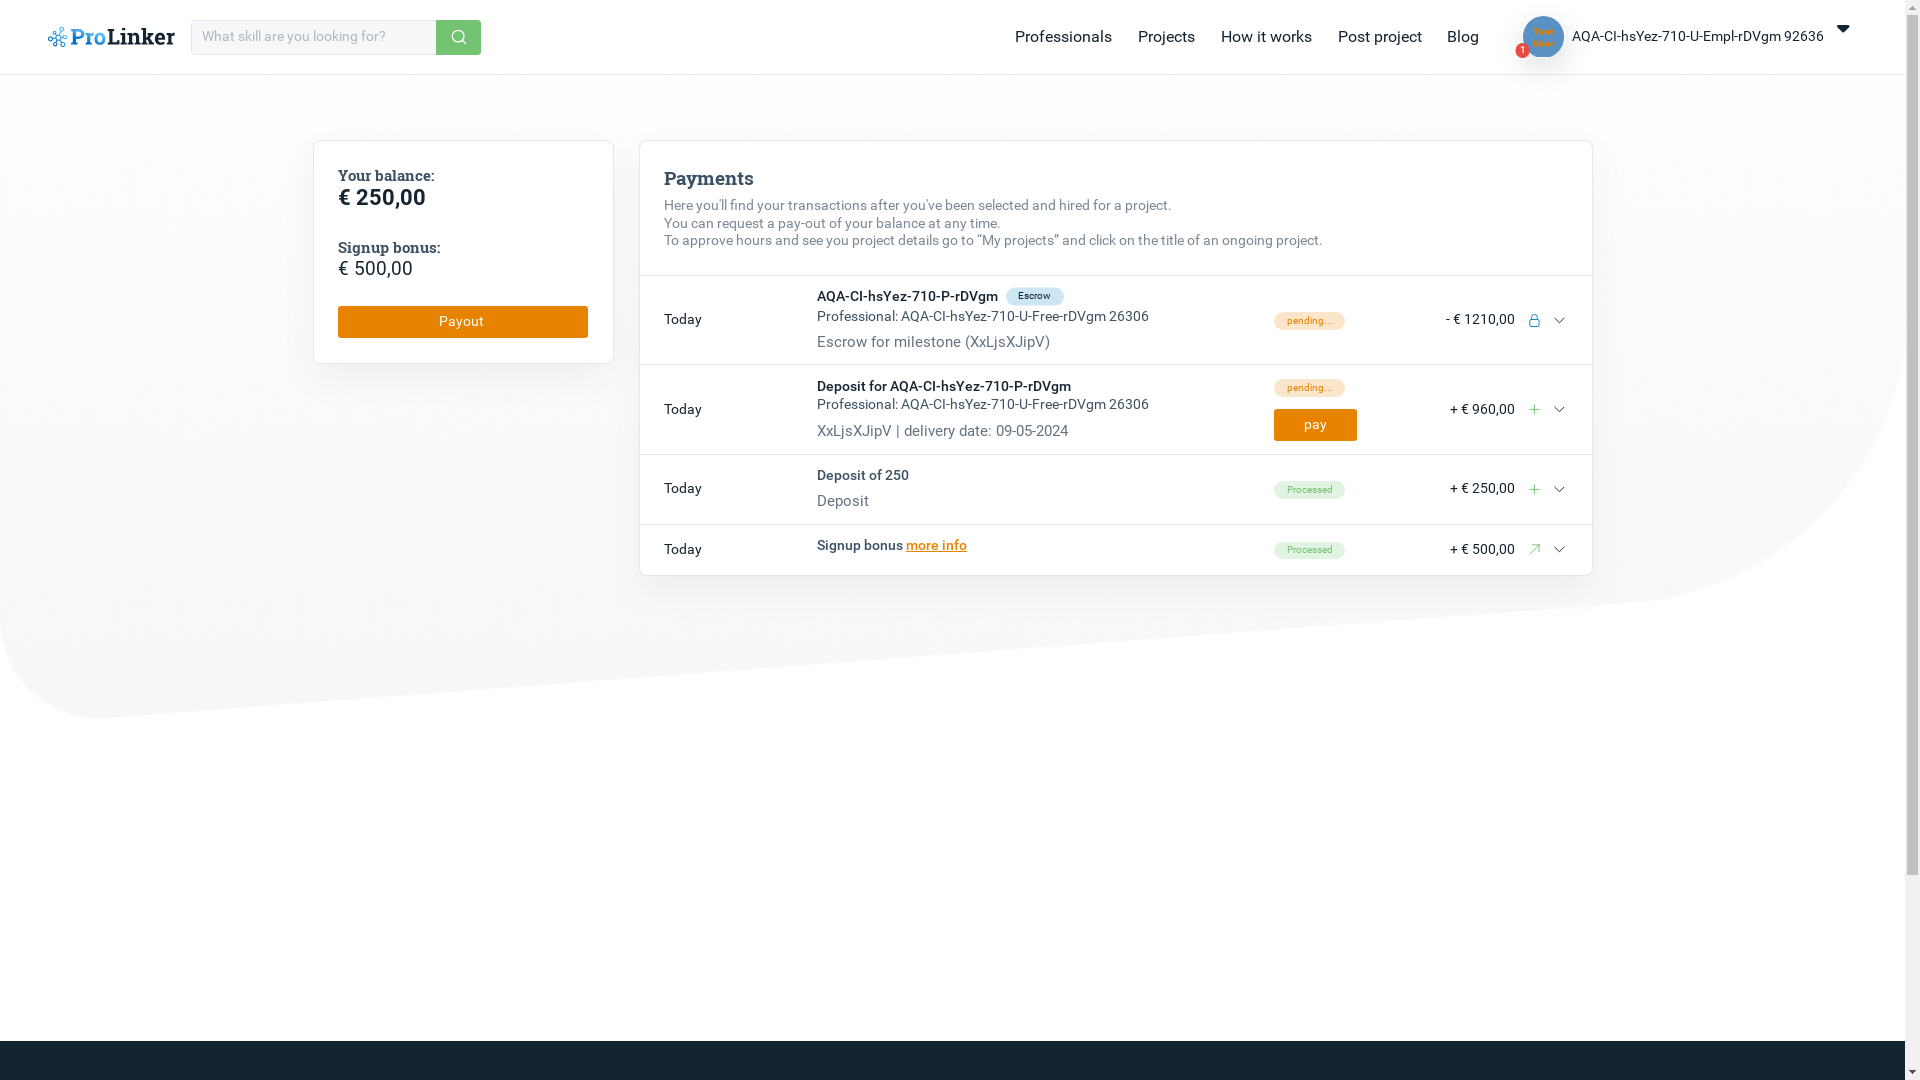 ProLinker
What skill are you looking for?
Professionals
Projects
How it works
Post project
Blog
Test
User
1
AQA-CI-hsYez-710-U-Empl-rDVgm 92636
Your balance:
€ 250,00
Signup bonus:
€ 500,00
Payout
Payments
Here you'll find your transactions after you've been selected and hired for a project.
You can request a pay-out of your balance at any time.
To approve hours and see you project details go to “My projects” and click on the title of an ongoing project.
Today
AQA-CI-hsYez-710-P-rDVgm Escrow
Professional: AQA-CI-hsYez-710-U-Free-rDVgm 26306
Escrow for milestone (XxLjsXJipV)
pending...
- € 1210,00
Today
Deposit for AQA-CI-hsYez-710-P-rDVgm
Professional: AQA-CI-hsYez-710-U-Free-rDVgm 26306
XxLjsXJipV | delivery date: 09-05-2024
pending...
pay
+ € 960,00
Today
Deposit of 250
Deposit
Processed
+ € 250,00
Today
Signup bonus more info
Processed
+ € 500,00